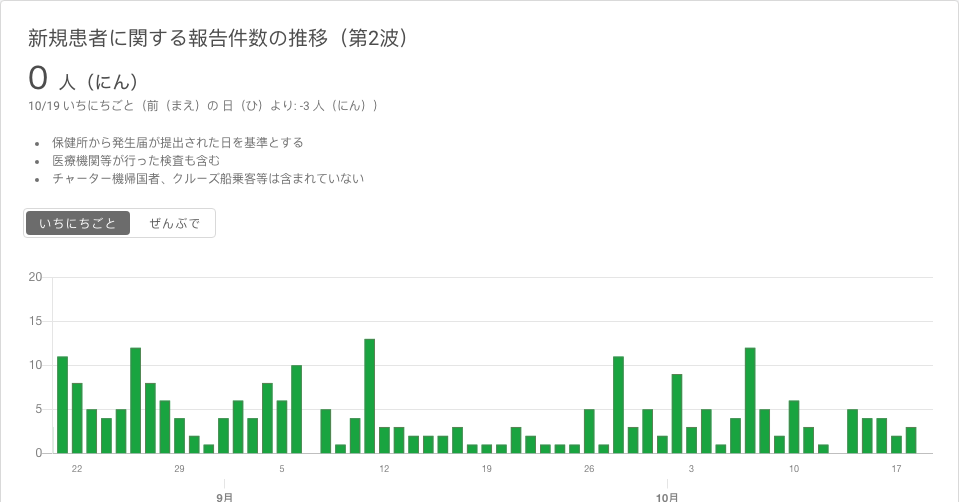 新規患者に関する報告件数の推移（第2波）
0 人（にん）
10/19 いちにちごと（前（まえ）の 日（ひ）より: -3 人（にん））
保健所から発生届が提出された日を基準とする
医療機関等が行った検査も含む
チャーター機帰国者、クルーズ船乗客等は含まれていない
いちにちごと ぜんぶで
20
15
10
5
0
22 29 5 12 19 26 3 10 17
9月 10月